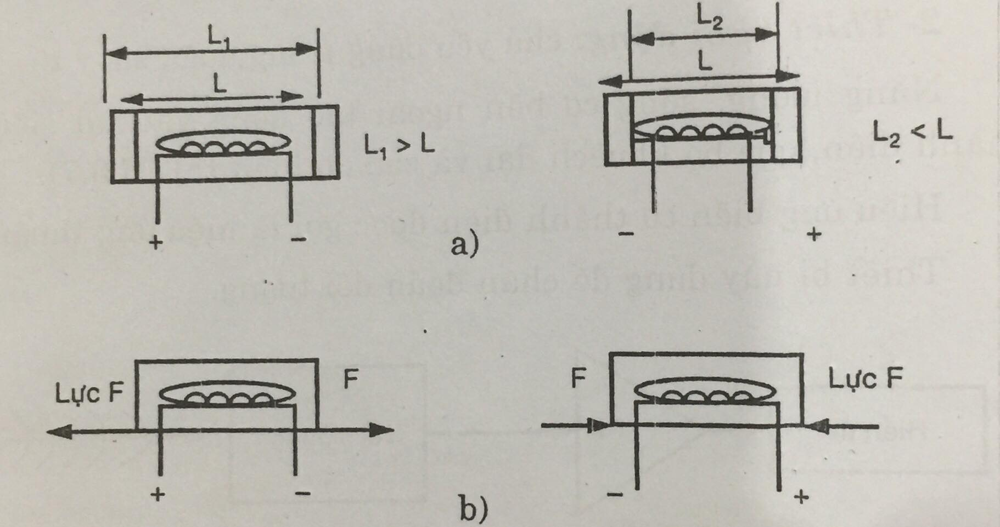 L₁ L₂
L L
L₁ > L L₂ < L
+ − a) − +
Lực F F F Lực F
+ − b) − +